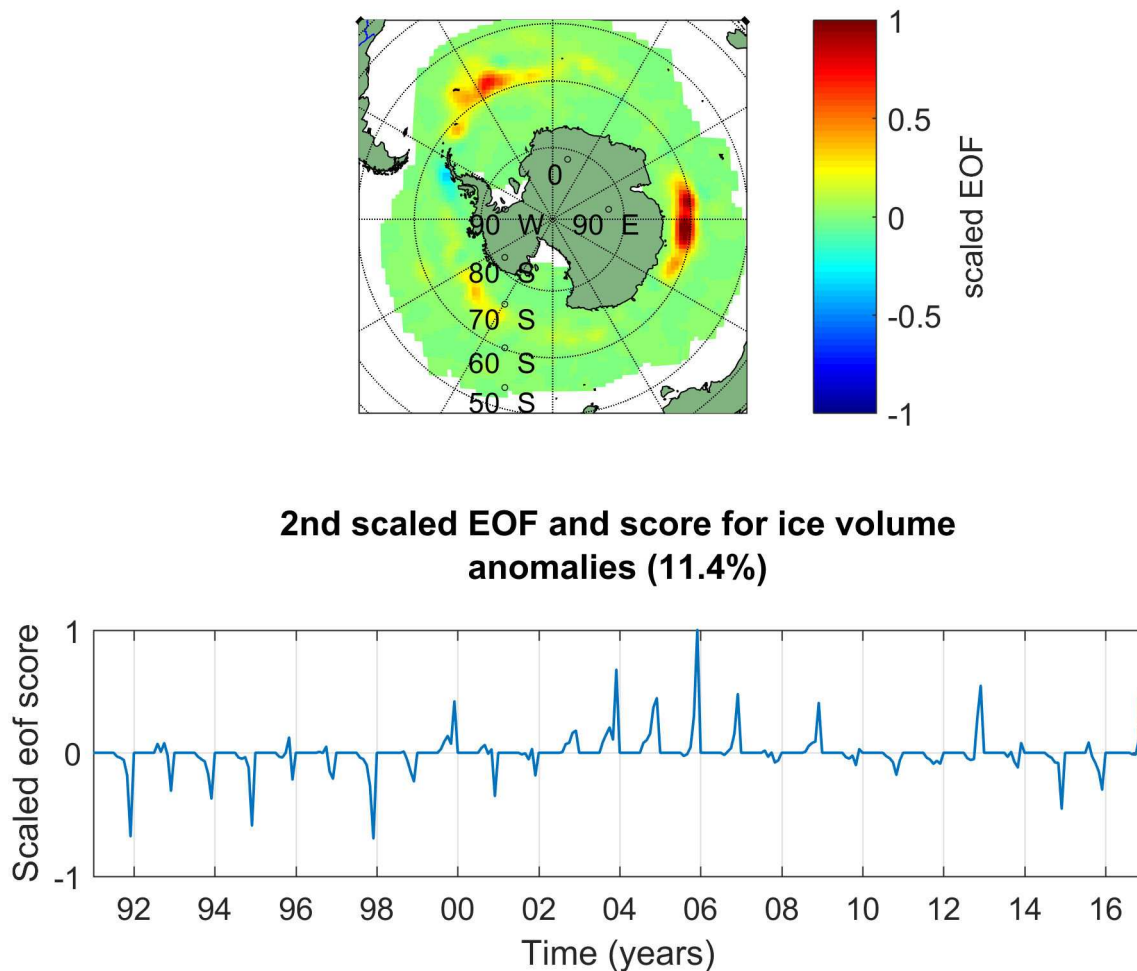 0
90 W 90 E
80 S
70 S
60 S
50 S
1
0.5
0
-0.5
-1
scaled EOF
2nd scaled EOF and score for ice volume
anomalies (11.4%)
Scaled eof score
1
0
-1
92 94 96 98 00 02 04 06 08 10 12 14 16
Time (years)